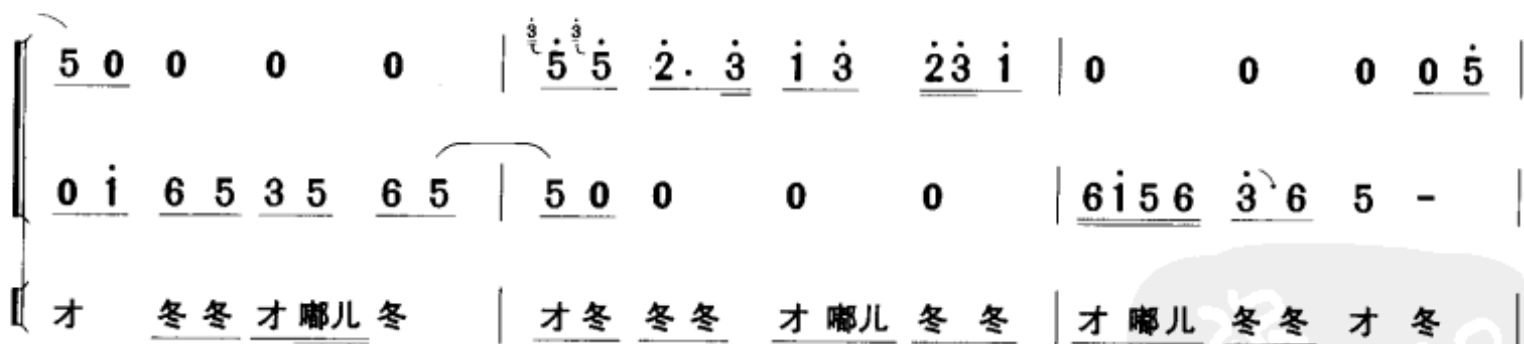 5 0 0 0 0 | 3 5 3 5 2 . 3 1 3 2 3 1 | 0 0 0 0 5 |
0 1 6 5 3 5 6 5 | 5 0 0 0 0 | 6 1 5 6 3 6 5 - |
才 冬冬 才嘟儿 冬 | 才冬 冬冬 才嘟儿 冬冬 | 才嘟儿 冬冬 才 冬 |